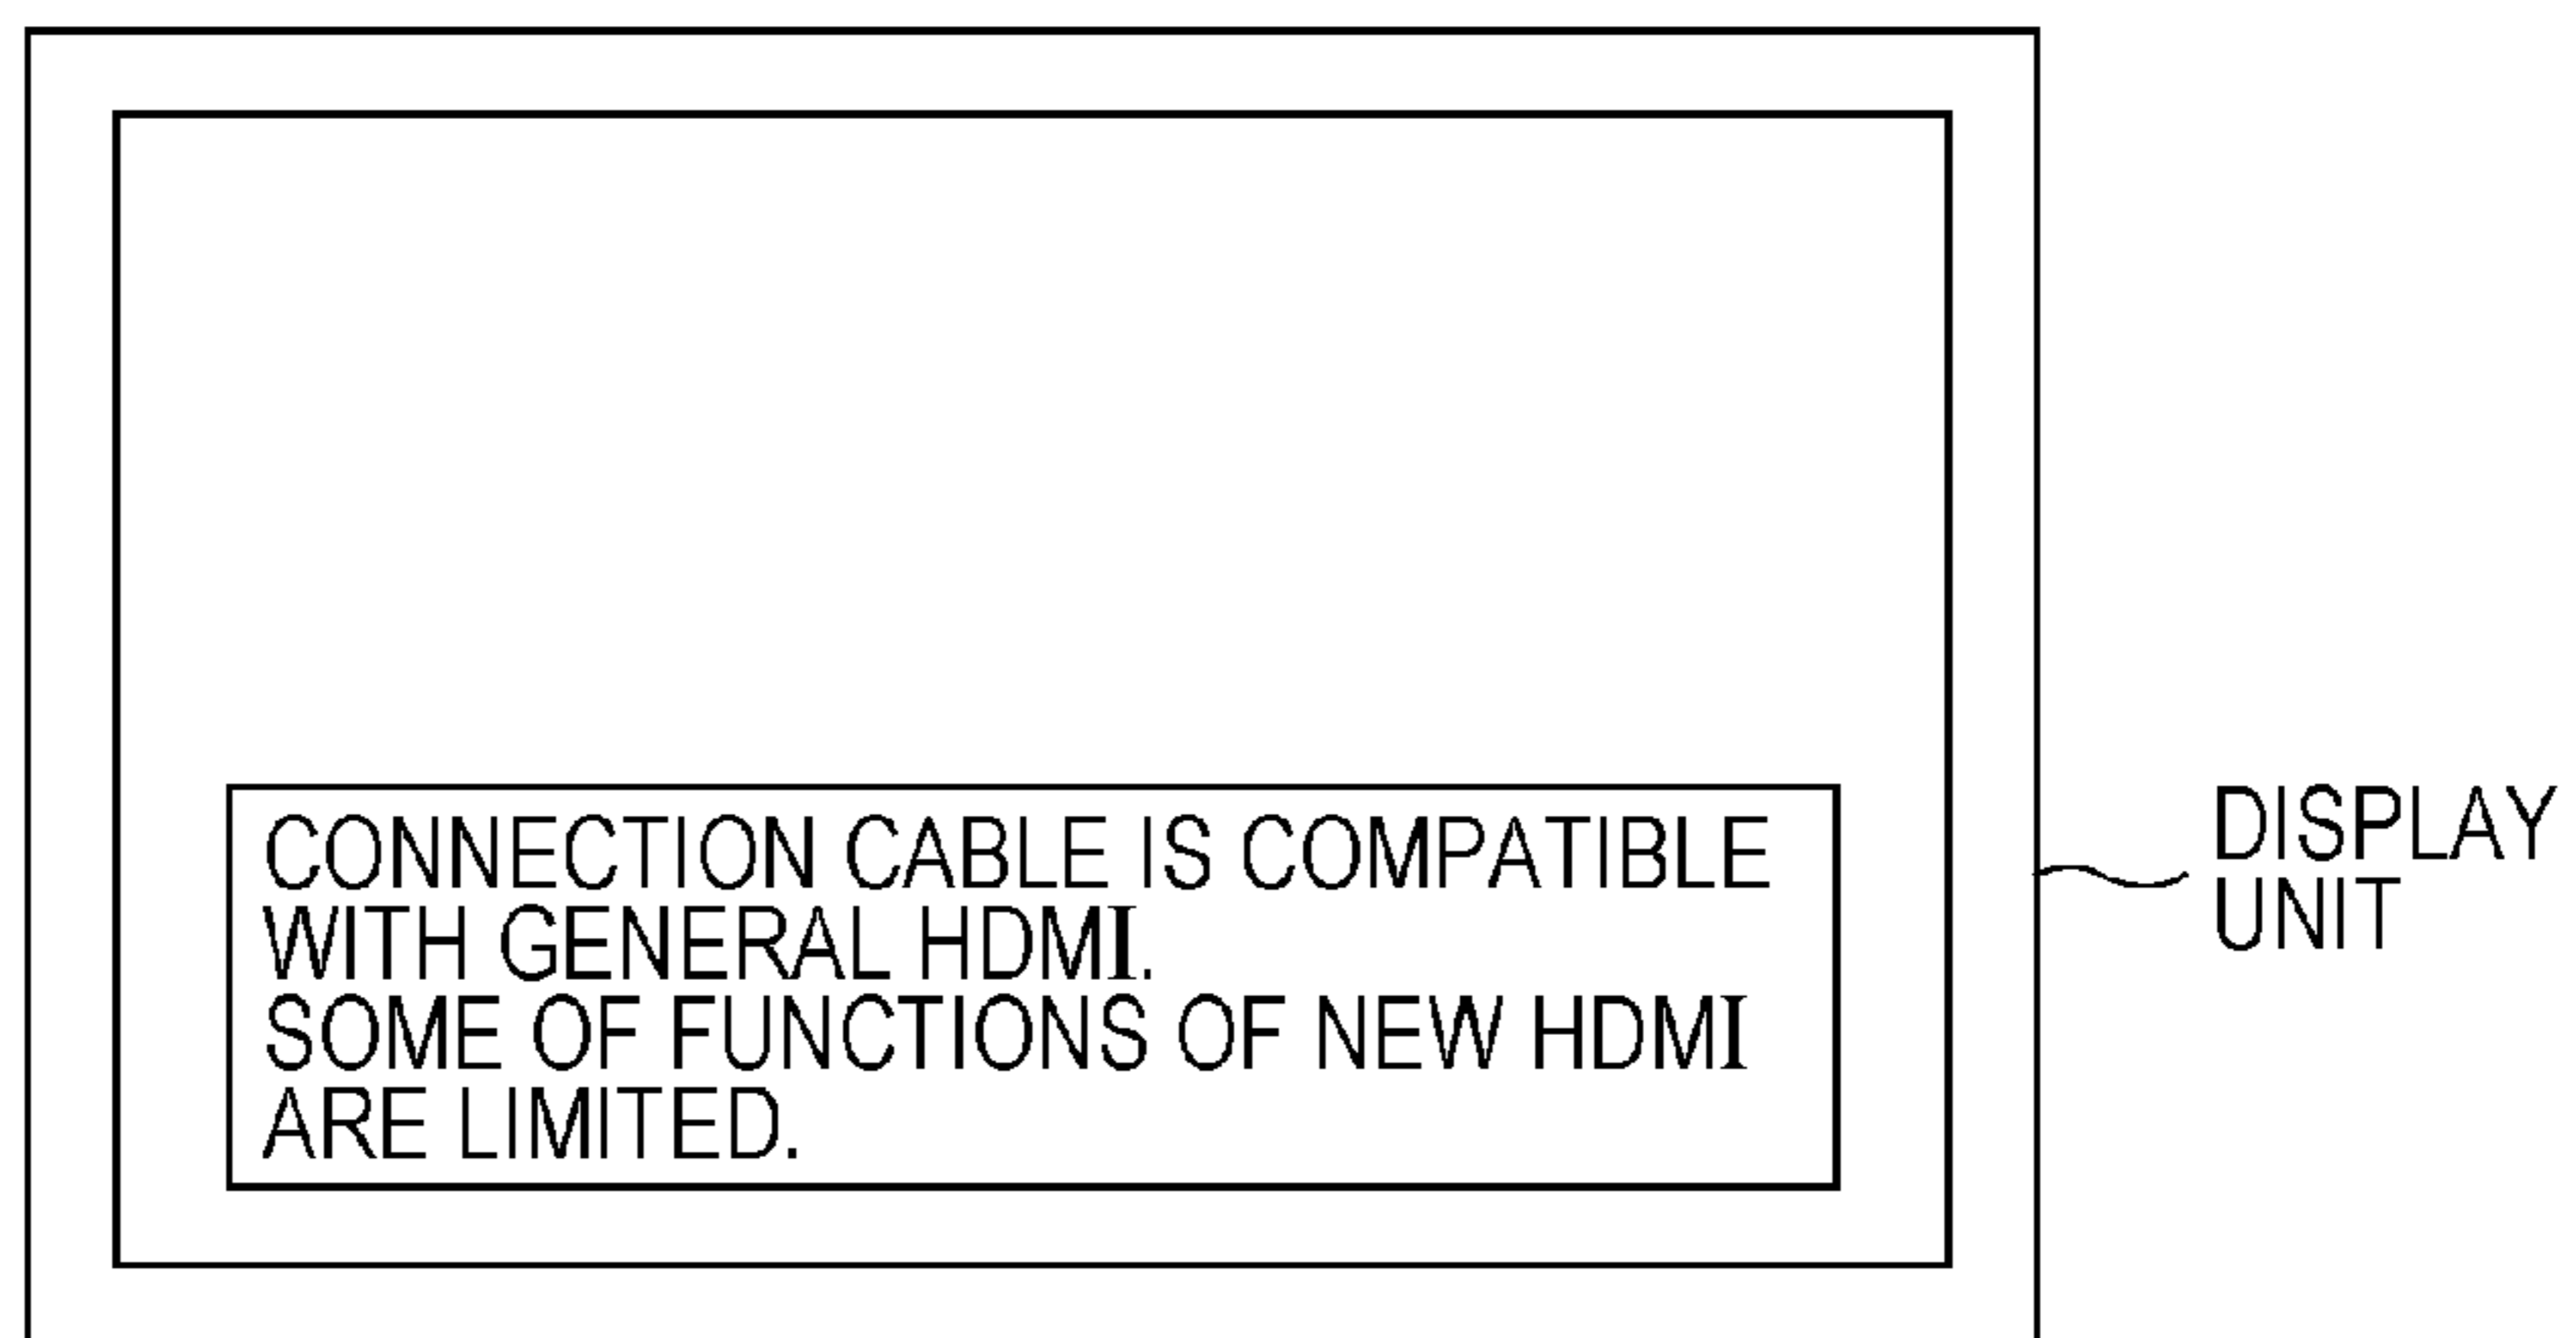 CONNECTION CABLE IS COMPATIBLE
WITH GENERAL HDMI.
SOME OF FUNCTIONS OF NEW HDMI
ARE LIMITED.
DISPLAY
UNIT